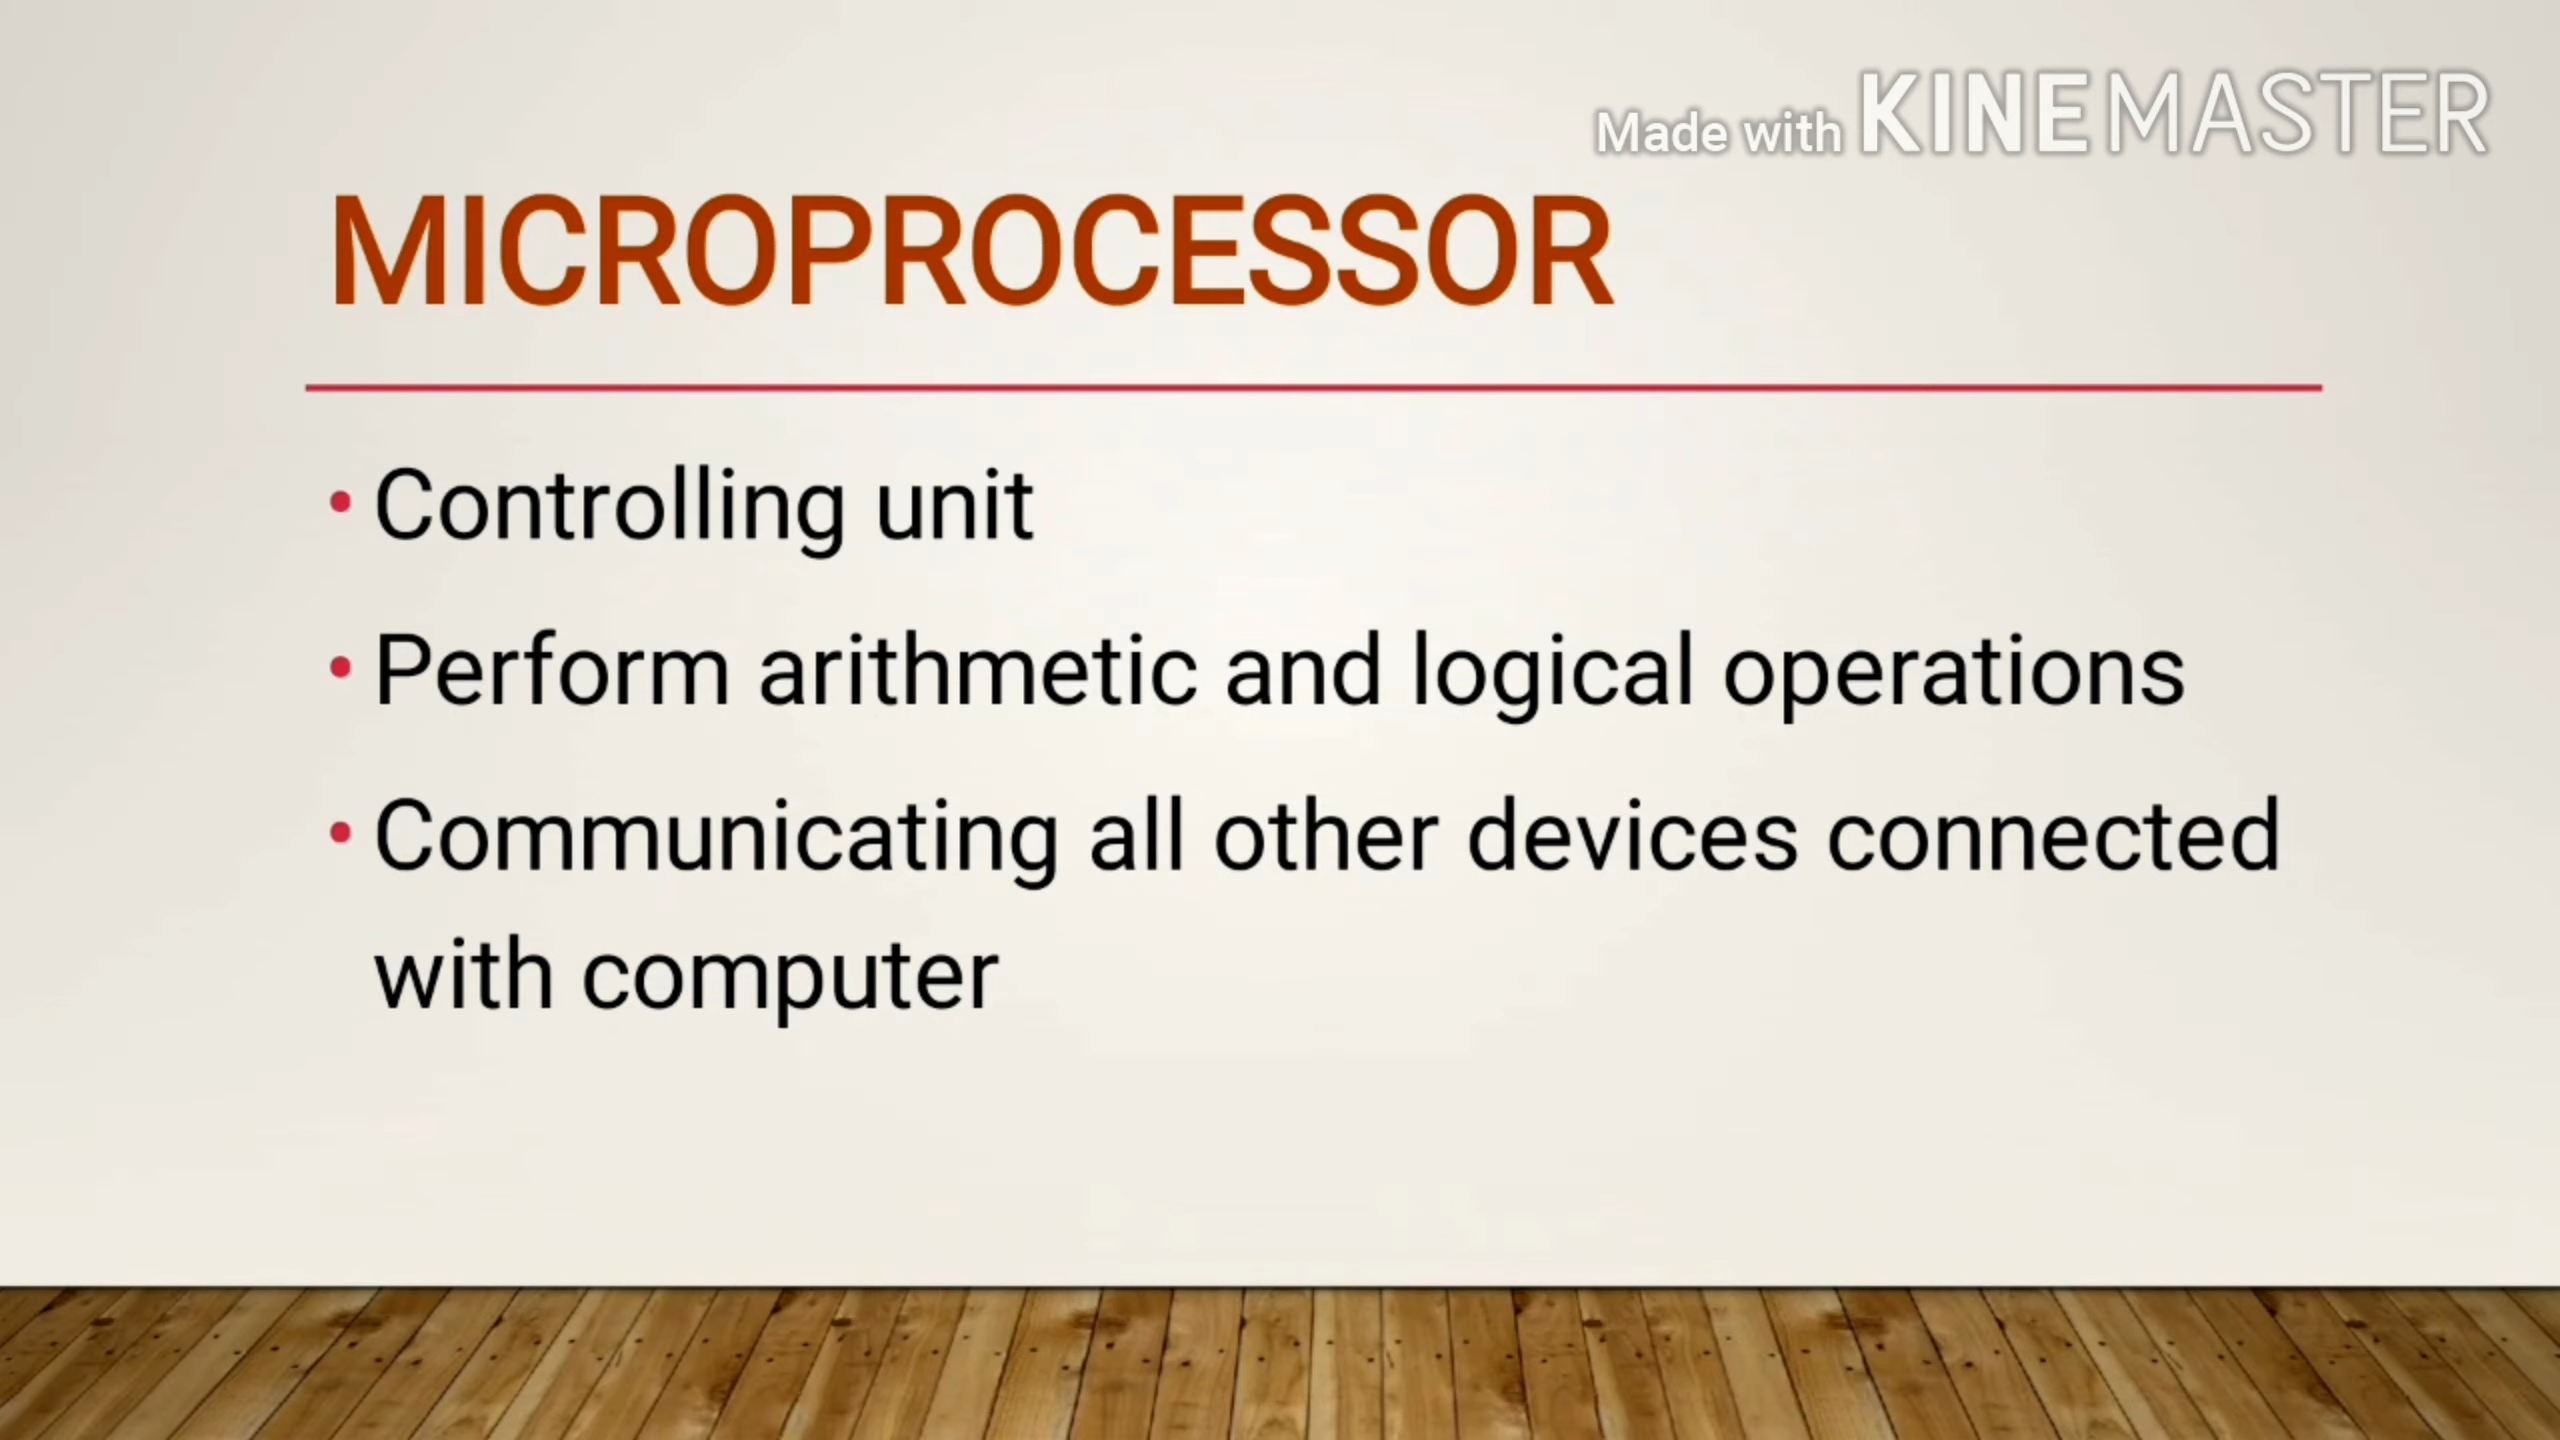 Made with KINEMASTER
MICROPROCESSOR
• Controlling unit
• Perform arithmetic and logical operations
• Communicating all other devices connected
with computer